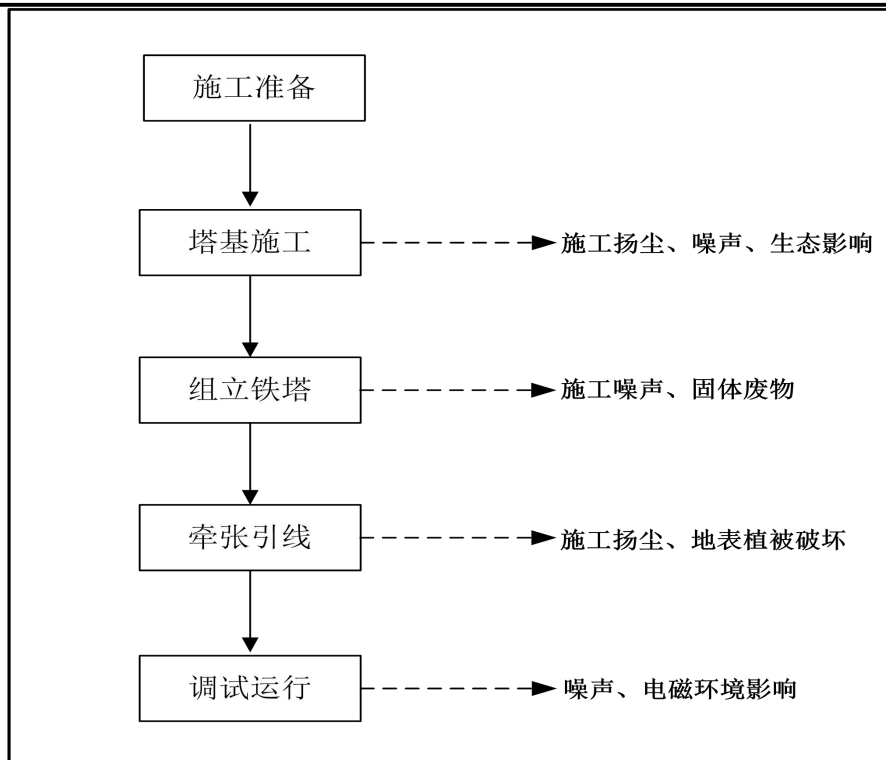 施工准备
塔基施工
施工扬尘、噪声、生态影响
组立铁塔
施工噪声、固体废物
牵张引线
施工扬尘、地表植被破坏
调试运行
噪声、电磁环境影响